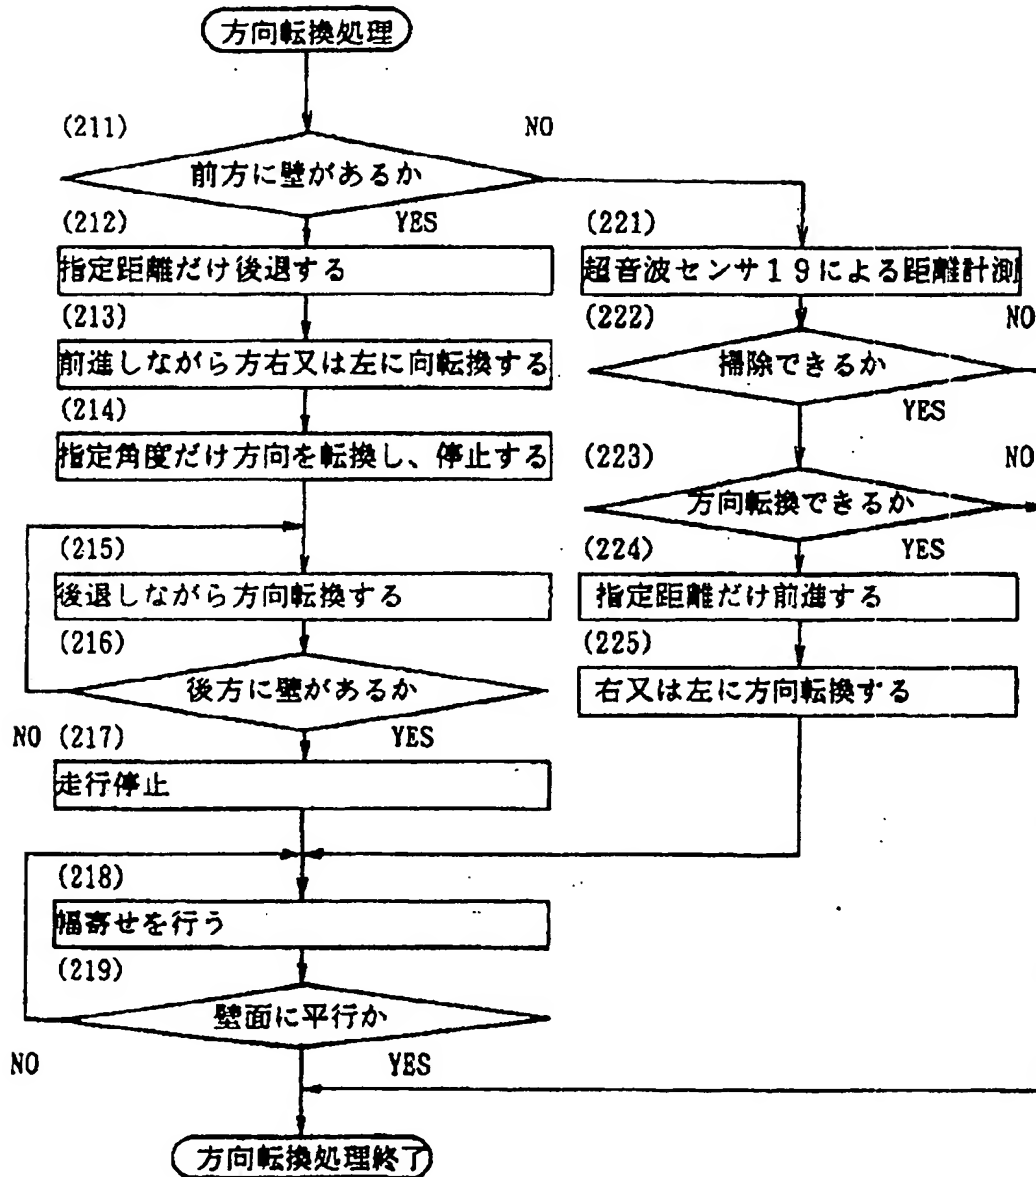 方向転換処理
(211)
NO
前方に壁があるか
(212)
YES
指定距離だけ後退する
(213)
前進しながら方右又は左に向転換する
(214)
指定角度だけ方向を転換し、停止する
(215)
後退しながら方向転換する
(216)
後方に壁があるか
NO
(217)
YES
走行停止
(218)
幅寄せを行う
(219)
壁面に平行か
NO
YES
方向転換処理終了
(221)
超音波センサ19による距離計測
(222)
NO
掃除できるか
YES
(223)
NO
方向転換できるか
(224)
YES
指定距離だけ前進する
(225)
右又は左に方向転換する